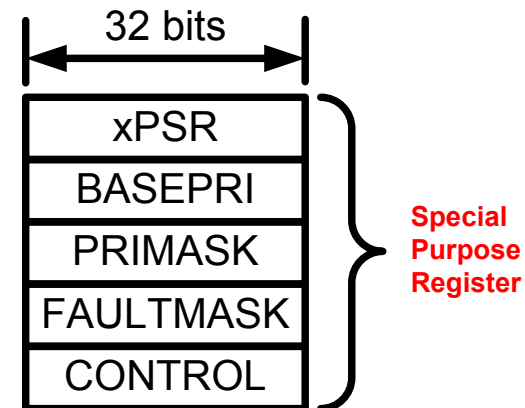 32 bits
xPSR
BASEPRI
PRIMASK
FAULTMASK
CONTROL
Special
Purpose
Register